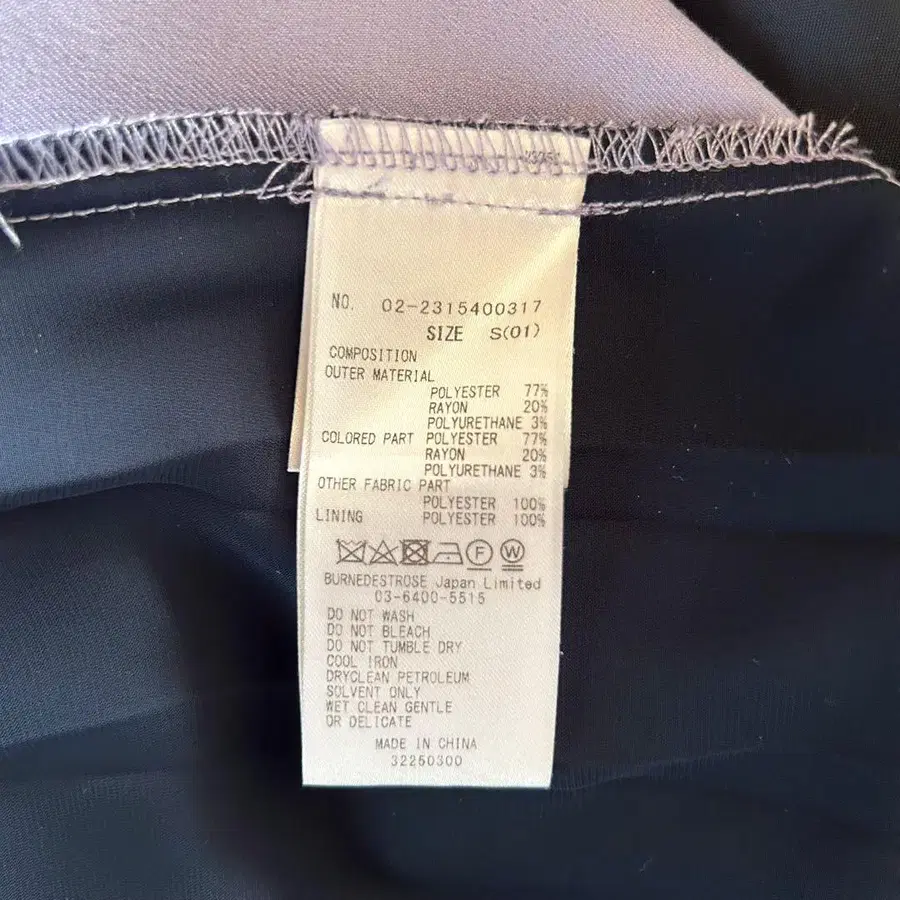 NO. 02-2315400317
SIZE S(01)
COMPOSITION
OUTER MATERIAL
POLYESTER 77%
RAYON 20%
POLYURETHANE 3%
COLORED PART POLYESTER 77%
RAYON 20%
POLYURETHANE 3%
OTHER FABRIC PART
POLYESTER 100%
LINING POLYESTER 100%
F W
BURNEDESTROSE Japan Limited
03-6400-5515
DO NOT WASH
DO NOT BLEACH
DO NOT TUMBLE DRY
COOL IRON
DRYCLEAN PETROLEUM
SOLVENT ONLY
WET CLEAN GENTLE
OR DELICATE
MADE IN CHINA
32250300